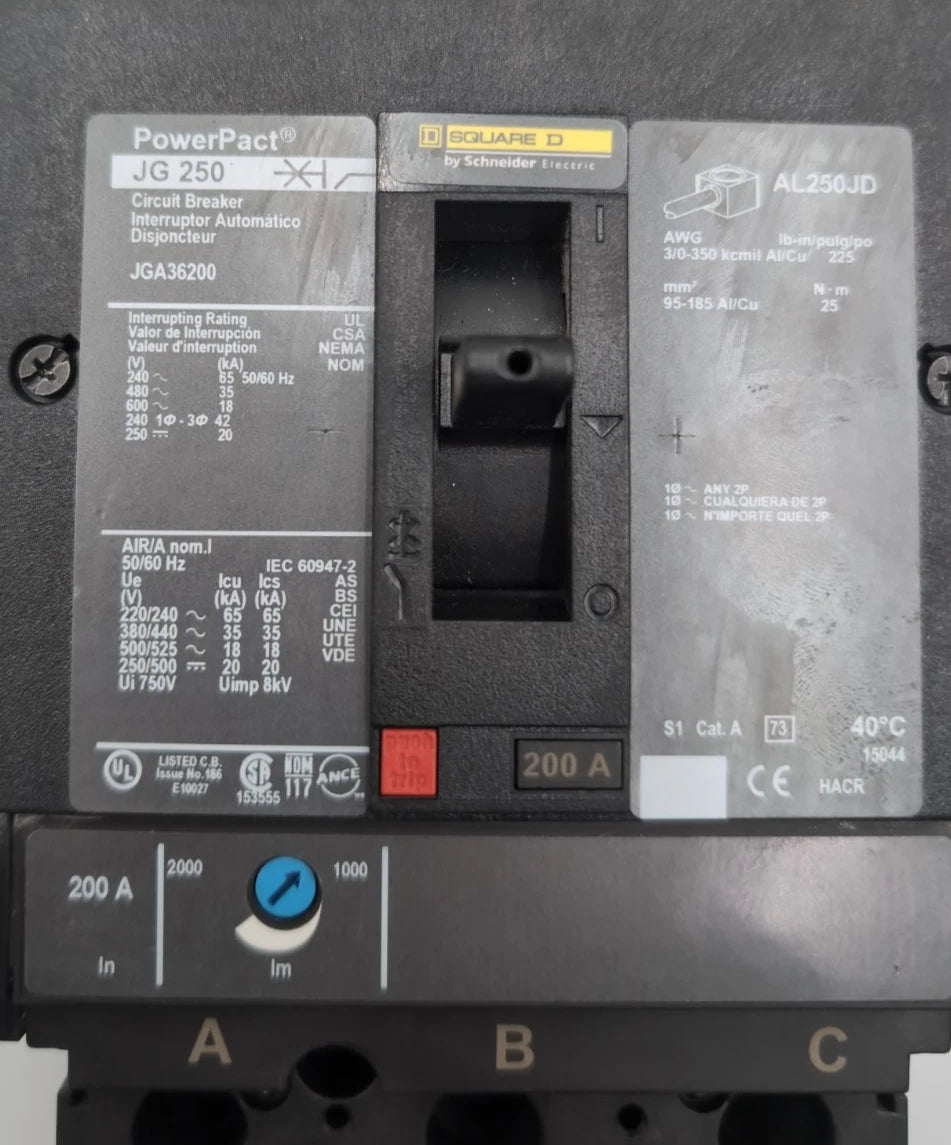 PowerPact®
JG 250
Circuit Breaker
Interruptor Automático
Disjoncteur
JGA36200
Interrupting Rating UL
Valor de Interrupción CSA
Valeur d'interruption NEMA
(V) (kA) NOM
240 ~ 65 50/60 Hz
480 ~ 35
600 ~ 18
240 1Φ - 3Φ 42
250 ⎓ 20
AIR/A nom.I
50/60 Hz IEC 60947-2
Ue Icu Ics AS
(V) (kA) (kA) BS
220/240 ~ 65 65 CEI
380/440 ~ 35 35 UNE
500/525 ~ 18 18 UTE
250/500 ⎓ 20 20 VDE
Ui 750V Uimp 8kV
UL
LISTED C.B.
Issue No.186
E10027
SA
153555
NOM
117
ANCE
D SQUARE D
by Schneider Electric
I
O
push
to
trip
200 A
AL250JD
AWG lb-in/pulg/po
3/0-350 kcmil Al/Cu 225
mm² N·m
95-185 Al/Cu 25
1Ø ~ ANY 2P
1Ø ~ CUALQUIERA DE 2P
1Ø ~ N'IMPORTE QUEL 2P
S1 Cat. A 73 40°C
15044
CE HACR
200 A
In
2000 1000
Im
A B C